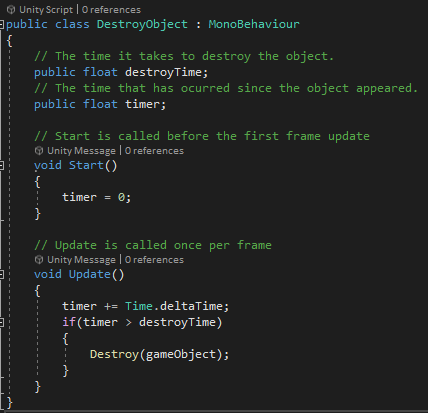 Unity Script | 0 references
public class DestroyObject : MonoBehaviour
{
// The time it takes to destroy the object.
public float destroyTime;
// The time that has ocurred since the object appeared.
public float timer;
// Start is called before the first frame update
Unity Message | 0 references
void Start()
{
timer = 0;
}
// Update is called once per frame
Unity Message | 0 references
void Update()
{
timer += Time.deltaTime;
if(timer > destroyTime)
{
Destroy(gameObject);
}
}
}